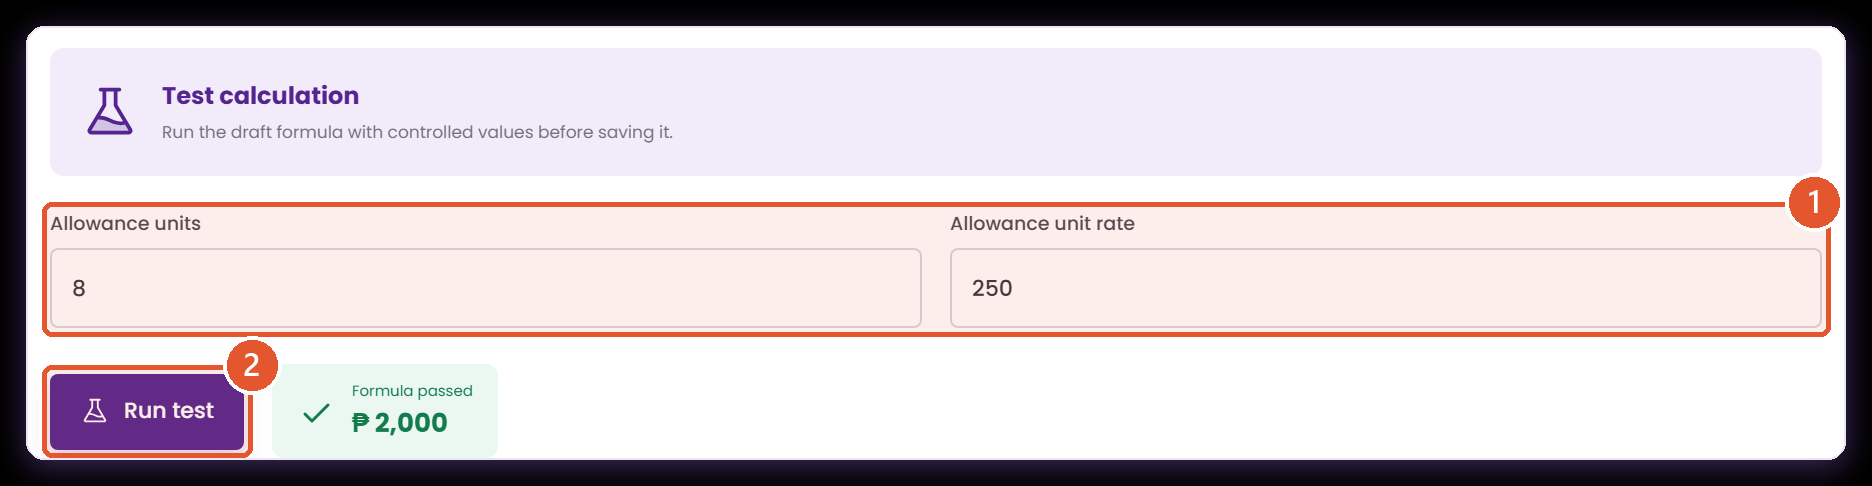 Test calculation
Run the draft formula with controlled values before saving it.
1
Allowance units
Allowance unit rate
8
250
2
Run test
Formula passed
₱ 2,000